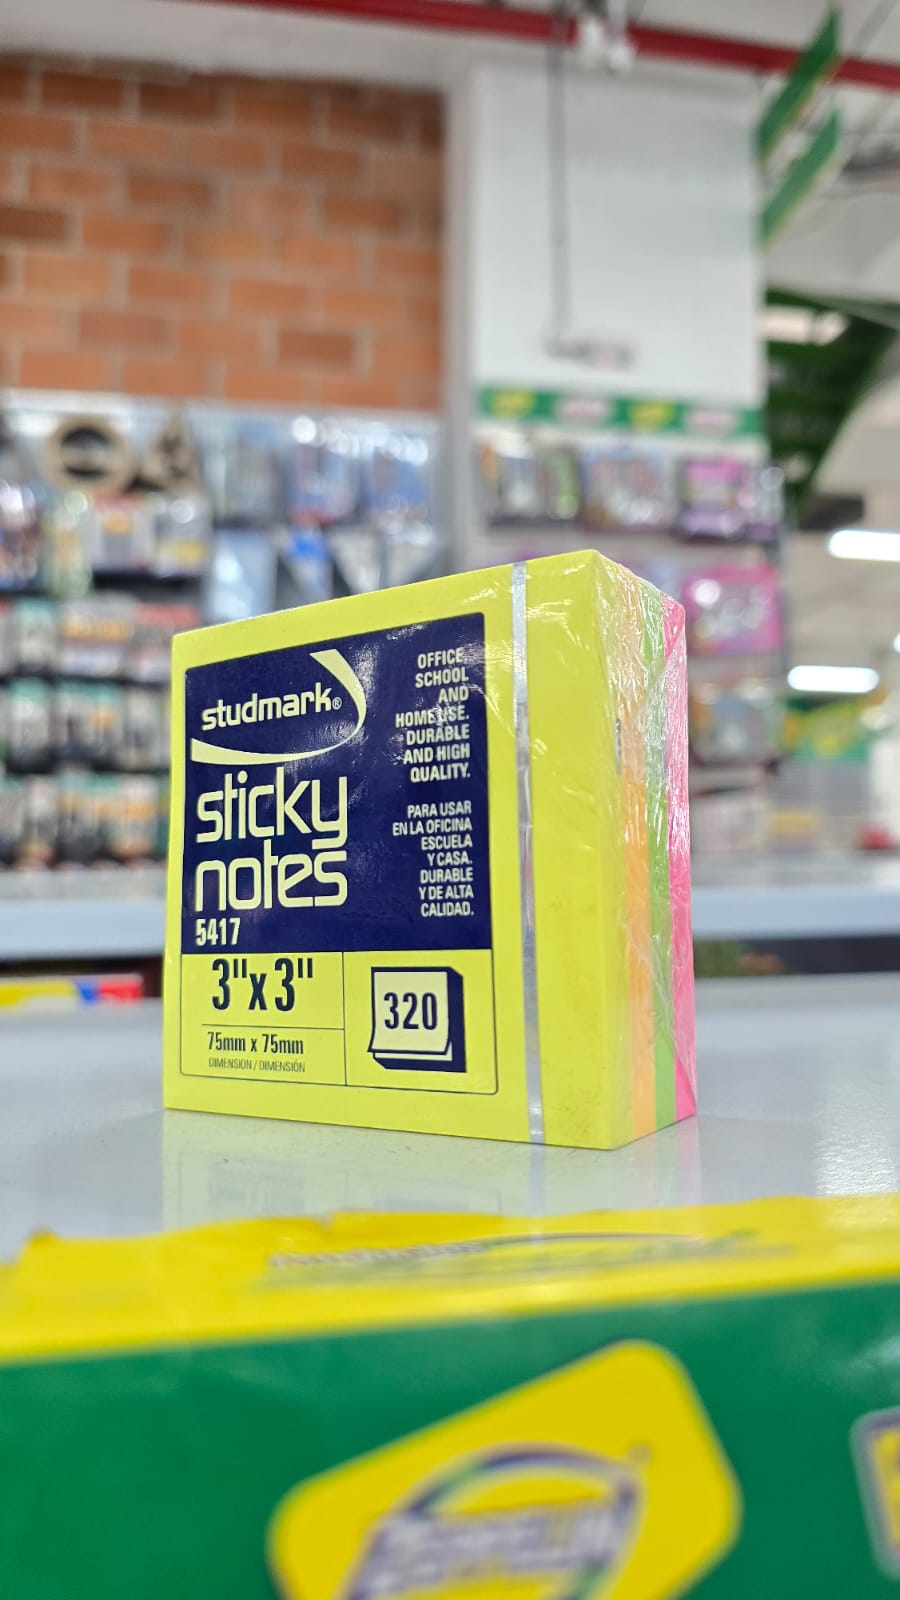 studmark®
sticky
notes
5417
OFFICE,
SCHOOL
AND
HOME USE.
DURABLE
AND HIGH
QUALITY.
PARA USAR
EN LA OFICINA
ESCUELA
Y CASA.
DURABLE
Y DE ALTA
CALIDAD.
3"x3"
75mm x 75mm
DIMENSION / DIMENSIÓN
320